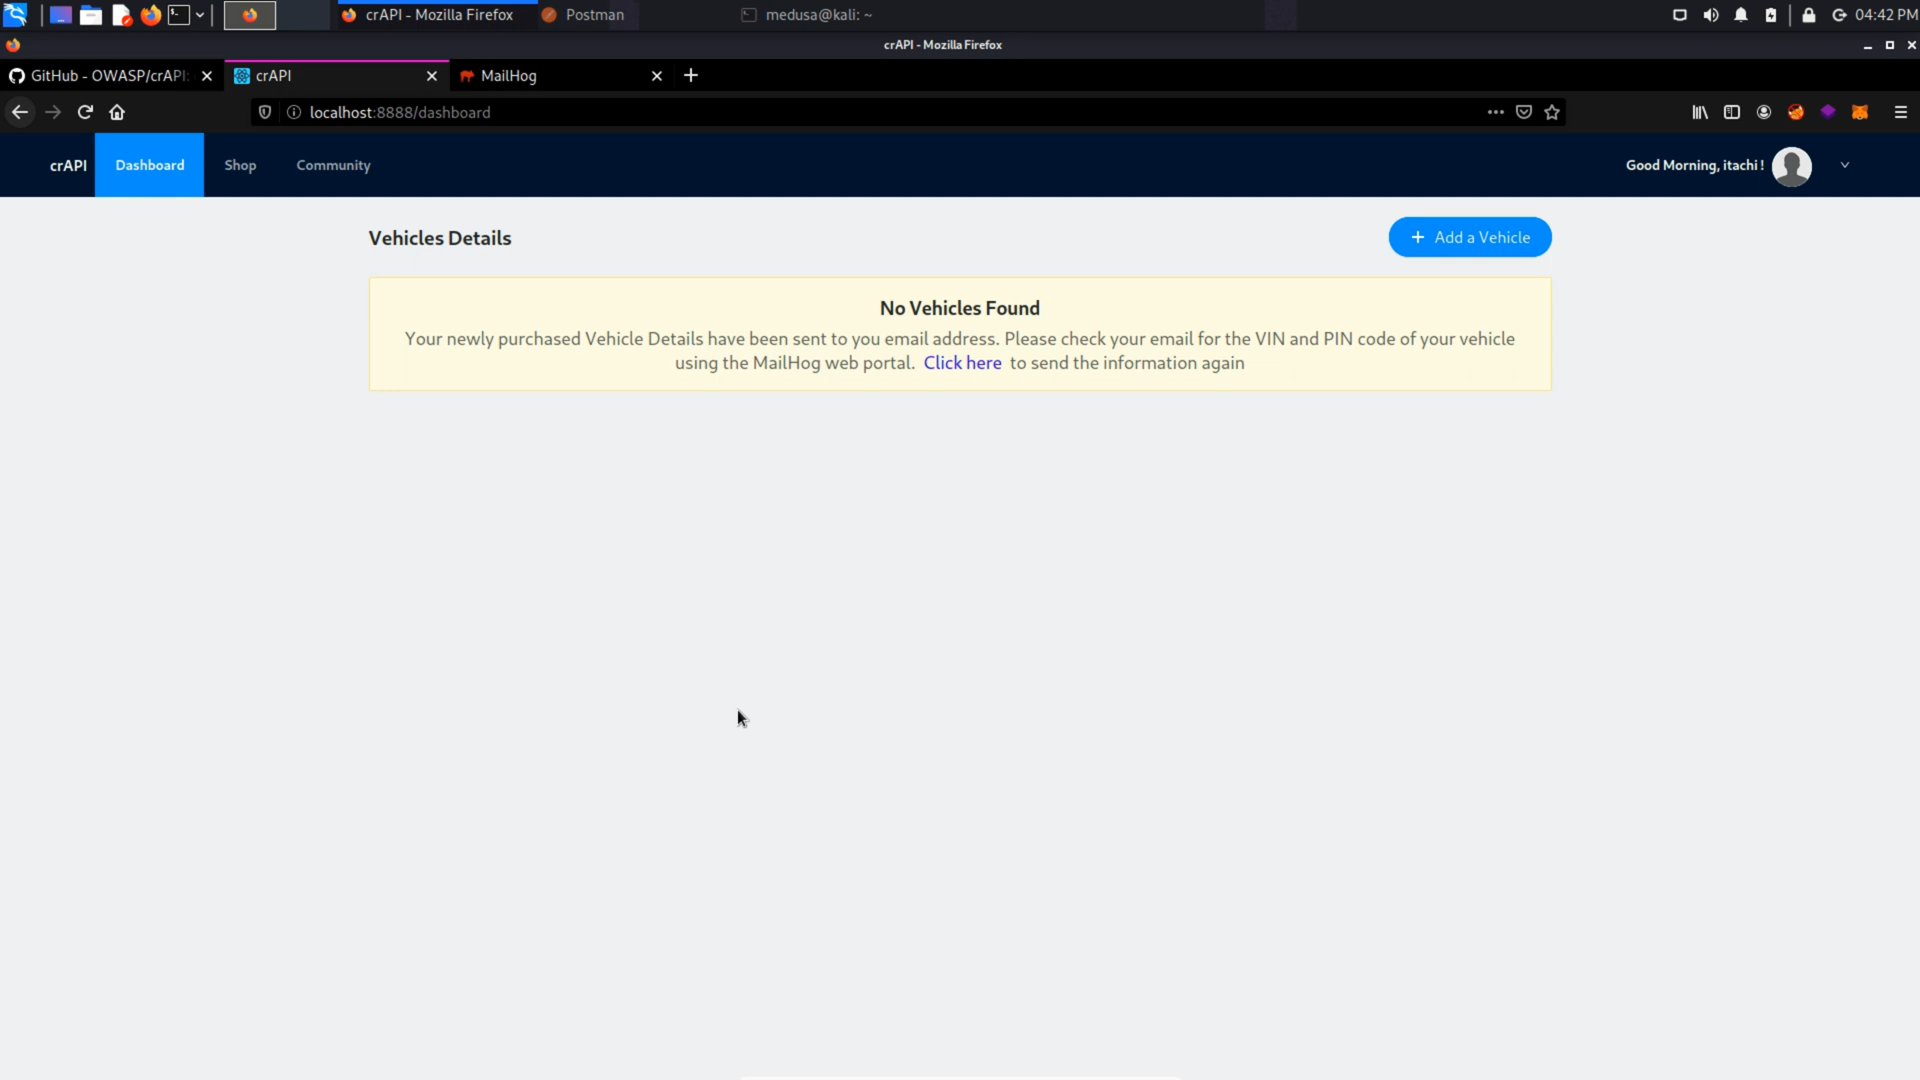 crAPI - Mozilla Firefox
Postman
medusa@kali: ~
04:42 PM
crAPI - Mozilla Firefox
GitHub - OWASP/crAPI:
crAPI
MailHog
localhost:8888/dashboard
crAPI
Dashboard
Shop
Community
Good Morning, itachi !
Vehicles Details
+ Add a Vehicle
No Vehicles Found
Your newly purchased Vehicle Details have been sent to you email address. Please check your email for the VIN and PIN code of your vehicle
using the MailHog web portal. Click here to send the information again